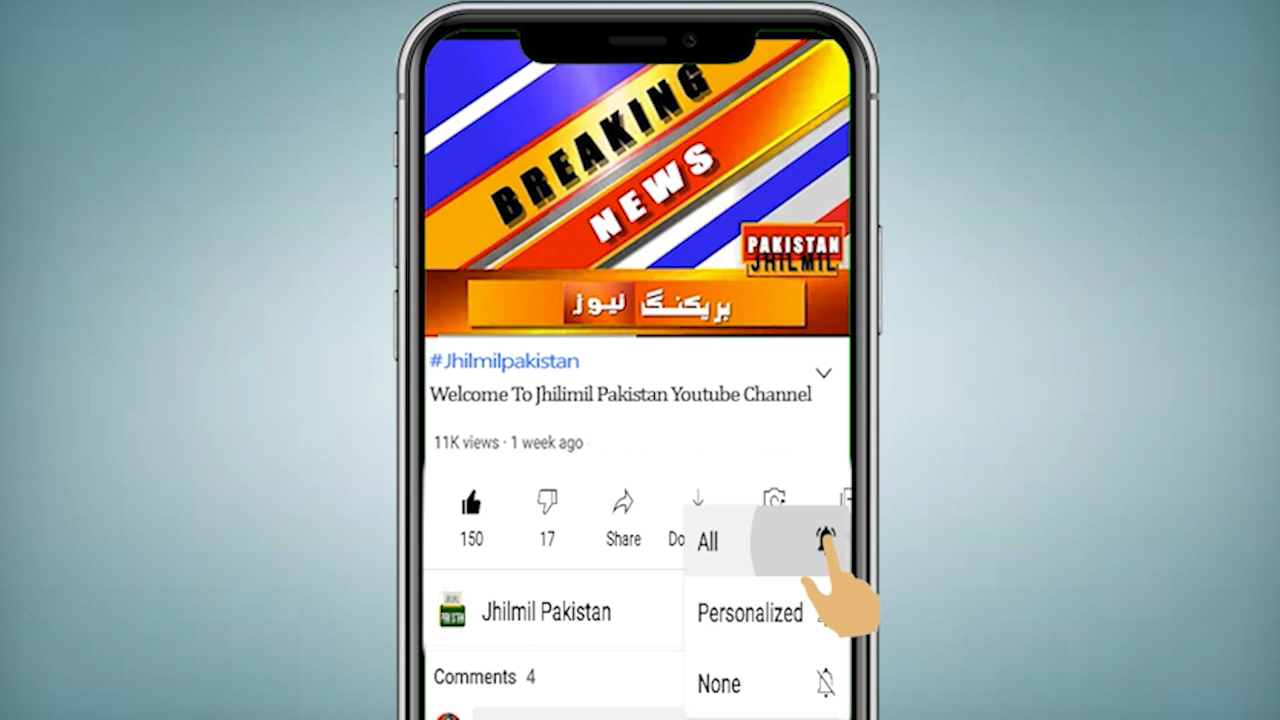 BREAKING
NEWS
PAKISTAN
JHILMIL
بریکنگ نیوز
#Jhilmilpakistan
Welcome To Jhilimil Pakistan Youtube Channel
11K views · 1 week ago
150
17
Share
Do
All
Jhilmil Pakistan
Personalized
Comments 4
None